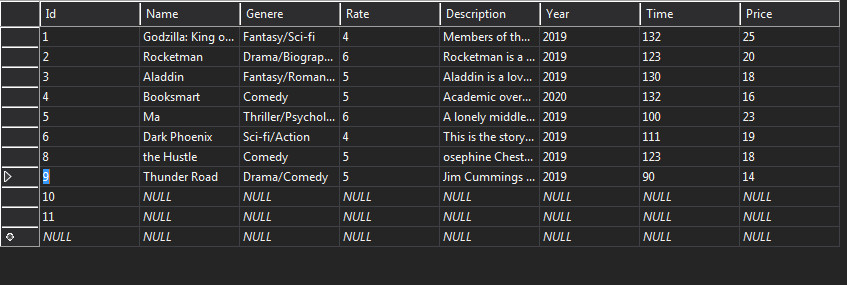 Id Name Genere Rate Description Year Time Price
1 Godzilla: King o... Fantasy/Sci-fi 4 Members of th... 2019 132 25
2 Rocketman Drama/Biograp... 6 Rocketman is a ... 2019 123 20
3 Aladdin Fantasy/Roman... 5 Aladdin is a lov... 2019 130 18
4 Booksmart Comedy 5 Academic over... 2020 132 16
5 Ma Thriller/Psychol... 6 A lonely middle... 2019 100 23
6 Dark Phoenix Sci-fi/Action 4 This is the story... 2019 111 19
8 the Hustle Comedy 5 osephine Chest... 2019 123 18
9 Thunder Road Drama/Comedy 5 Jim Cummings ... 2019 90 14
10 NULL NULL NULL NULL NULL NULL NULL
11 NULL NULL NULL NULL NULL NULL NULL
NULL NULL NULL NULL NULL NULL NULL NULL